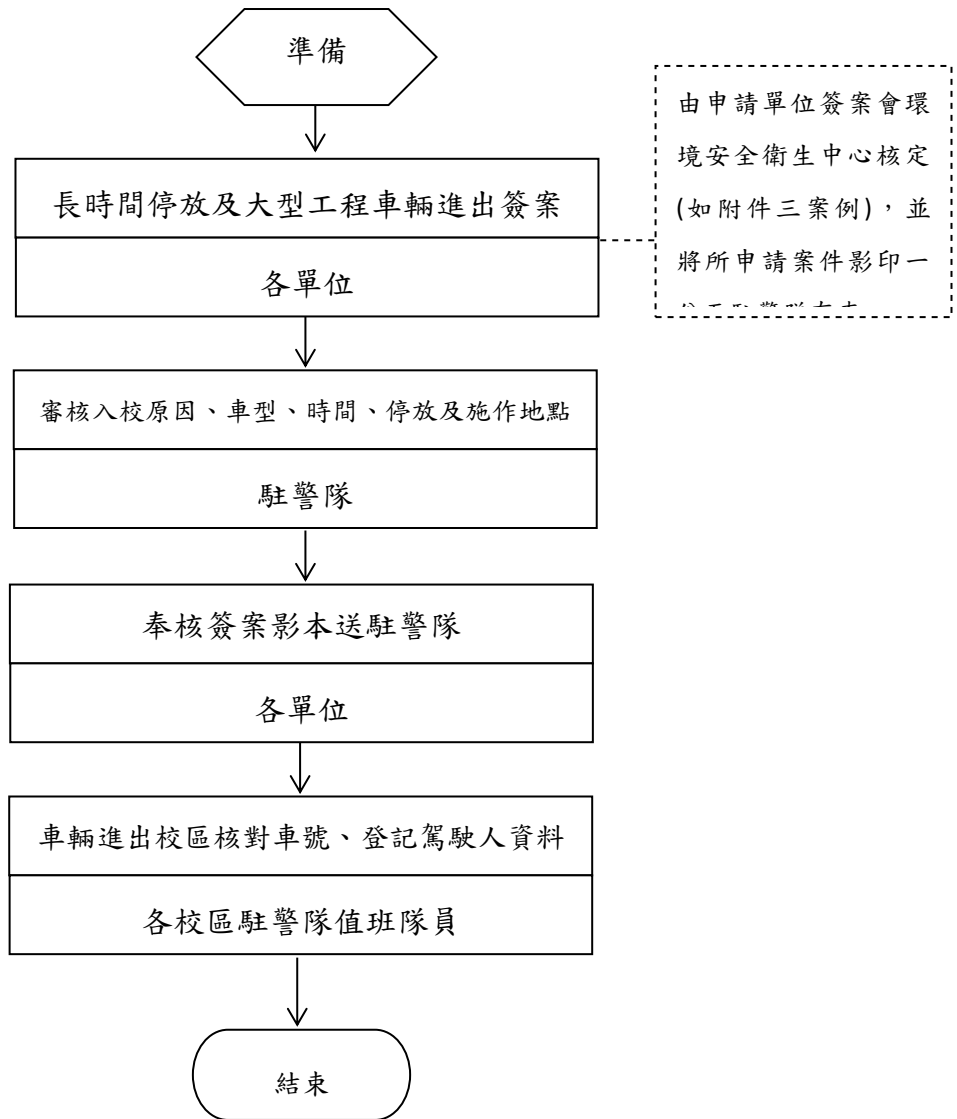 準備
長時間停放及大型工程車輛進出簽案
各單位
由申請單位簽案會環
境安全衛生中心核定
(如附件三案例)，並
將所申請案件影印一
審核入校原因、車型、時間、停放及施作地點
駐警隊
奉核簽案影本送駐警隊
各單位
車輛進出校區核對車號、登記駕駛人資料
各校區駐警隊值班隊員
結束